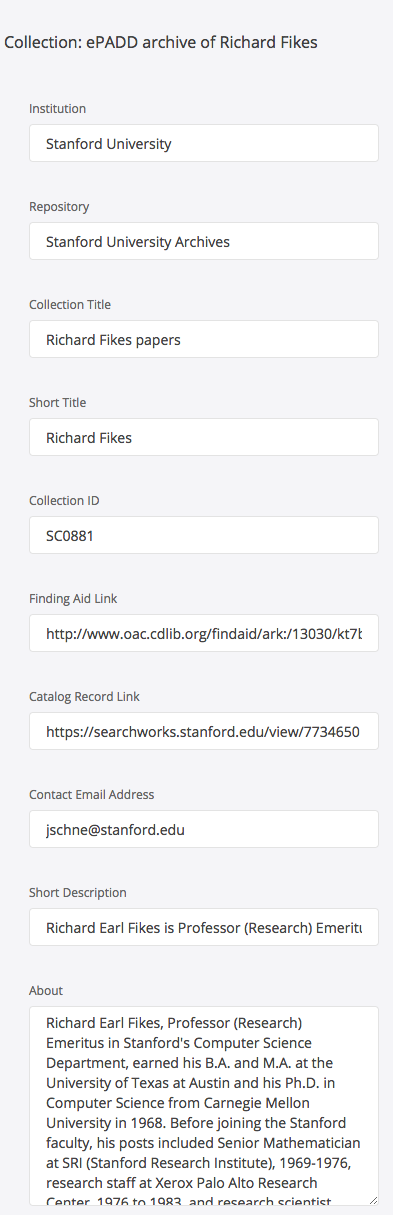 Collection: ePADD archive of Richard Fikes
Institution
Stanford University
Repository
Stanford University Archives
Collection Title
Richard Fikes papers
Short Title
Richard Fikes
Collection ID
SC0881
Finding Aid Link
http://www.oac.cdlib.org/findaid/ark:/13030/kt7
Catalog Record Link
https://searchworks.stanford.edu/view/7734650
Contact Email Address
jschne@stanford.edu
Short Description
Richard Earl Fikes is Professor (Research) Emerit
About
Richard Earl Fikes, Professor (Research)
Emeritus in Stanford's Computer Science
Department, earned his B.A. and M.A. at the
University of Texas at Austin and his Ph.D. in
Computer Science from Carnegie Mellon
University in 1968. Before joining the Stanford
faculty, his posts included Senior Mathematician
at SRI (Stanford Research Institute), 1969-1976,
research staff at Xerox Palo Alto Research
Center, 1976 to 1983, and research scientist